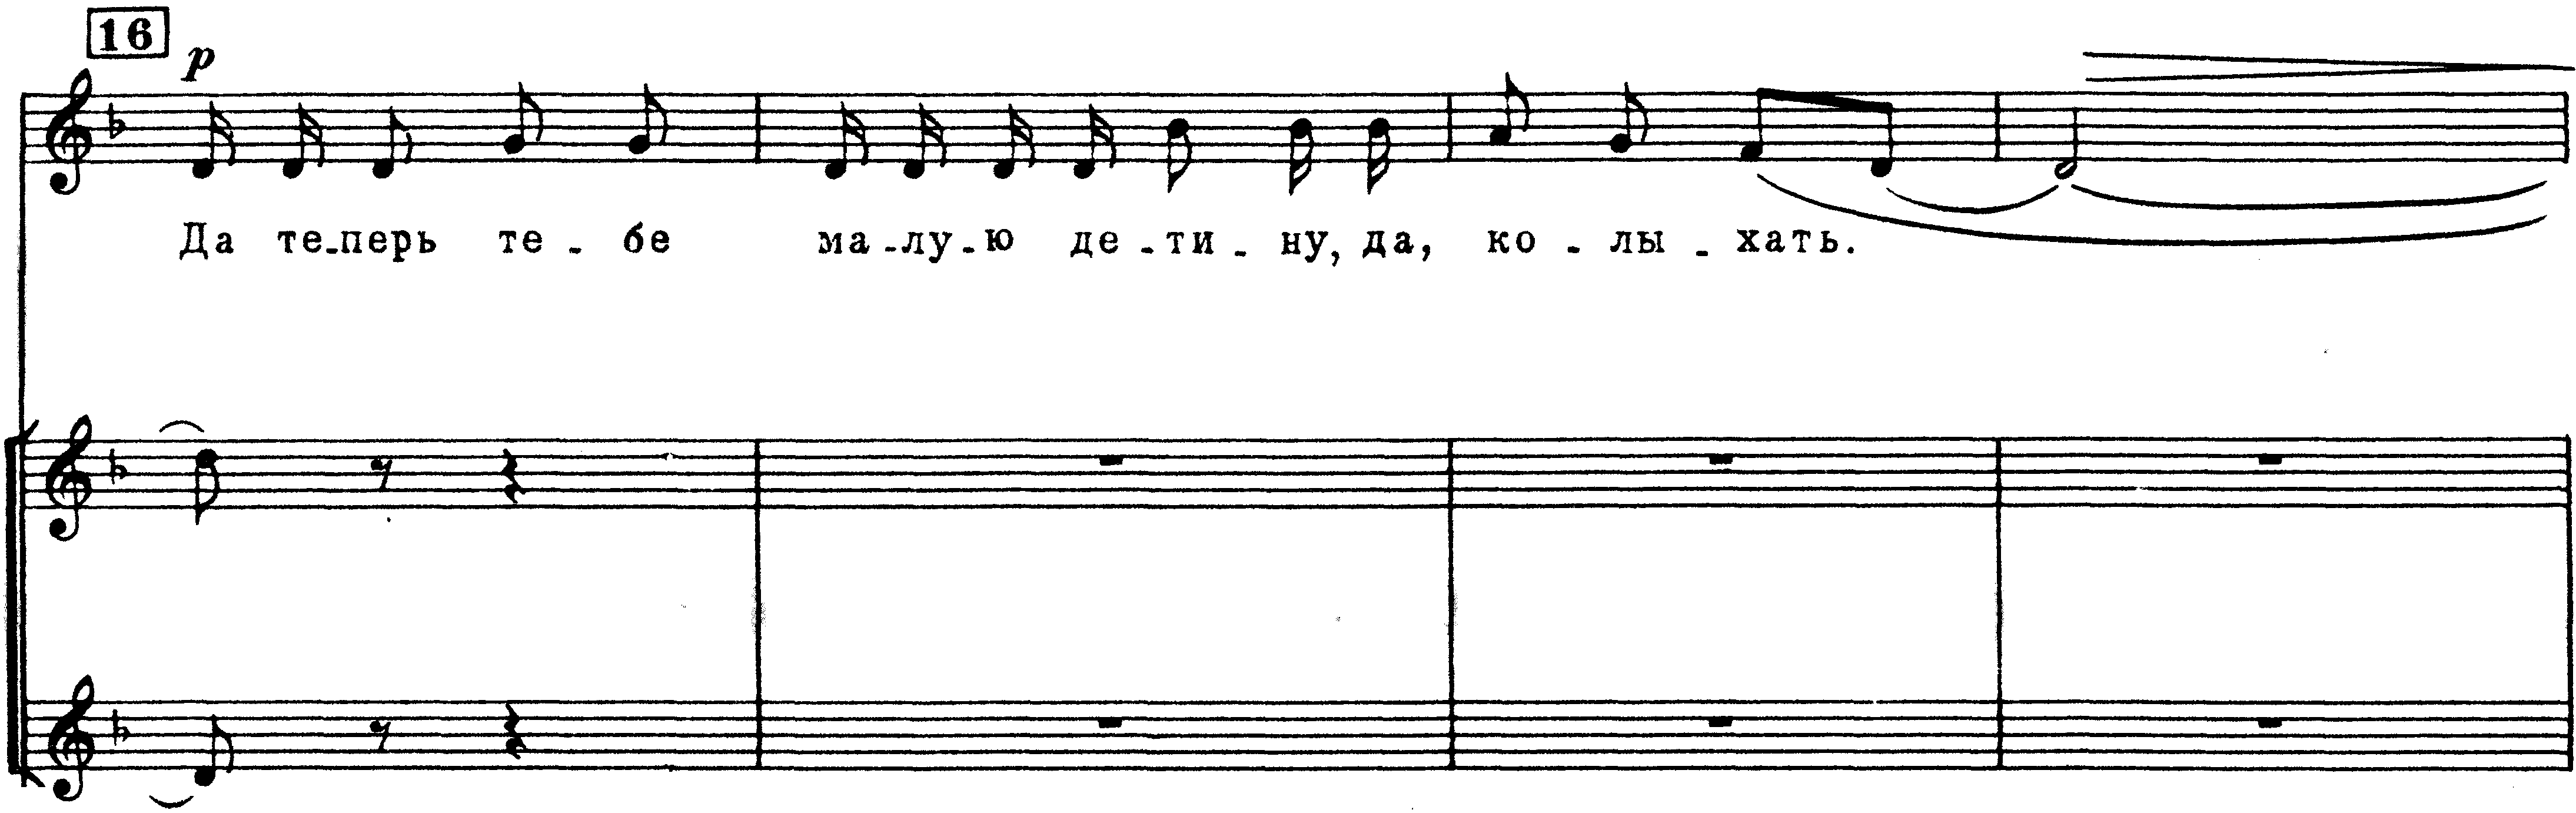 16
p
Да те-перь те - бе ма-лу-ю де-ти - ну, да, ко - лы - хать.